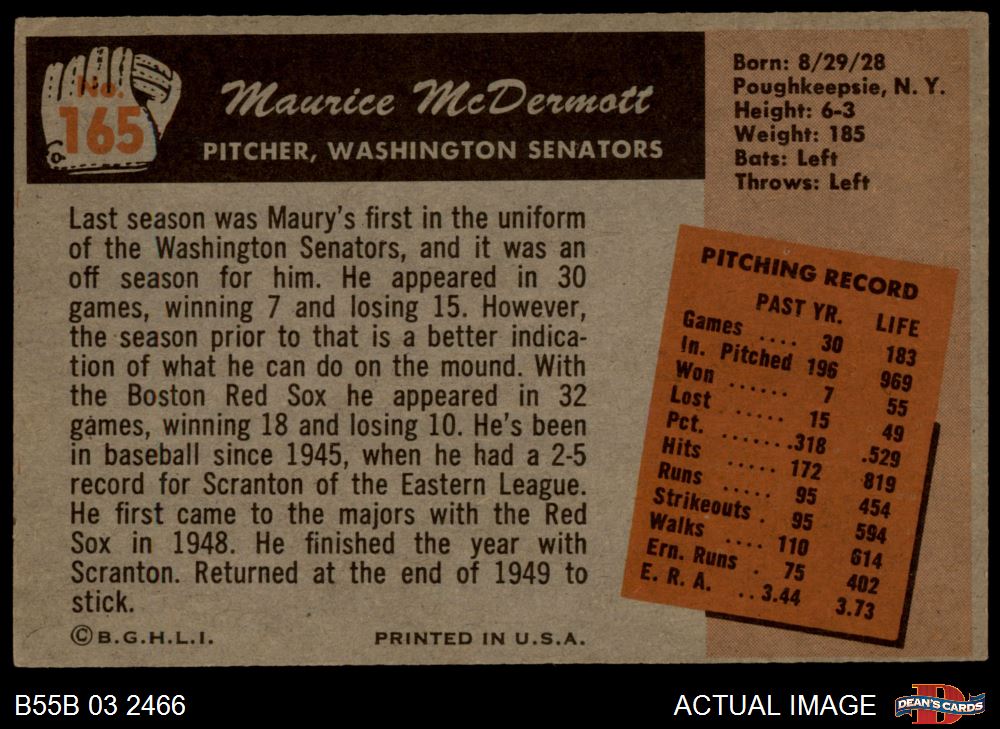 No.
165
Maurice McDermott
PITCHER, WASHINGTON SENATORS
Born: 8/29/28
Poughkeepsie, N. Y.
Height: 6-3
Weight: 185
Bats: Left
Throws: Left
Last season was Maury's first in the uniform
of the Washington Senators, and it was an
off season for him. He appeared in 30
games, winning 7 and losing 15. However,
the season prior to that is a better indica-
tion of what he can do on the mound. With
the Boston Red Sox he appeared in 32
games, winning 18 and losing 10. He's been
in baseball since 1945, when he had a 2-5
record for Scranton of the Eastern League.
He first came to the majors with the Red
Sox in 1948. He finished the year with
Scranton. Returned at the end of 1949 to
stick.
©B.G.H.L.I.
PRINTED IN U.S.A.
PITCHING RECORD
PAST YR. LIFE
Games .... 30 183
In. Pitched 196 969
Won ...... 7 55
Lost ..... 15 49
Pct. .......318 .529
Hits ..... 172 819
Runs ..... 95 454
Strikeouts . 95 594
Walks .... 110 614
Ern. Runs . 75 402
E. R. A. ..3.44 3.73
B55B 03 2466
ACTUAL IMAGE
D
DEAN'S CARDS